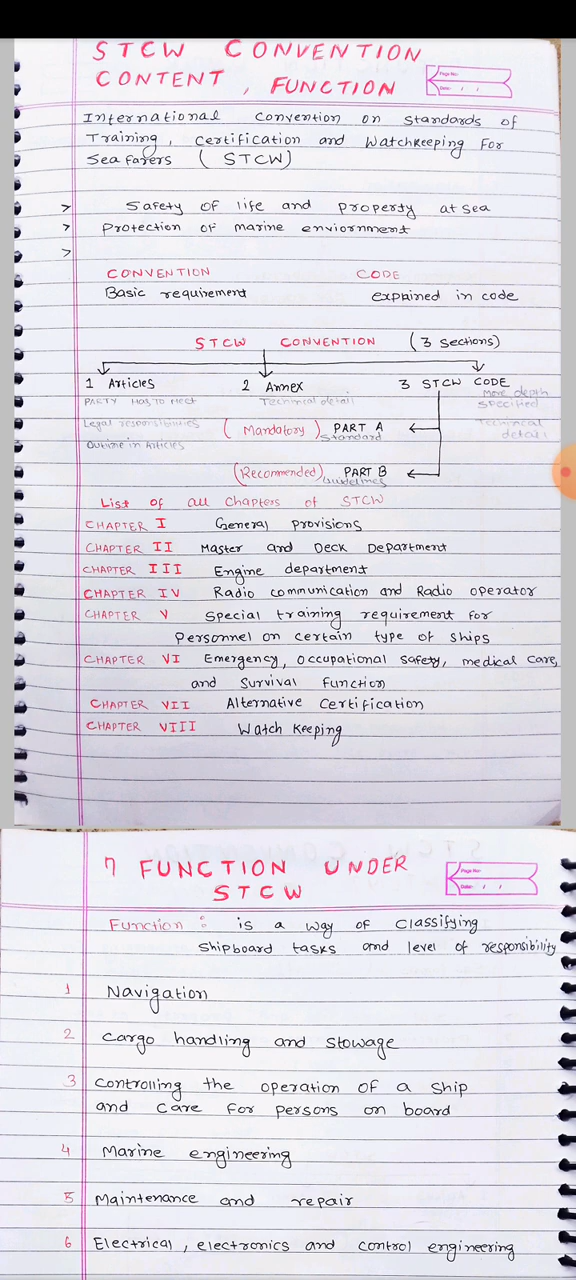 STCW CONVENTION
CONTENT, FUNCTION
Page No:
Date: / /
International convention on standards of
Training, certification and Watchkeeping For
Sea farers (STCW)
> Safety of life and property at sea
> Protection of marine enviornment
>
CONVENTION CODE
Basic requirement explained in code
STCW CONVENTION (3 sections)
1 Articles 2 Annex 3 STCW CODE
PARTY HAS TO MEET Technical detail More depth
specified
Legal responsibilities (Mandatory) PART A Technical
Outline in Articles Standard detail
(Recommended) PART B
Guidelines
List of all Chapters of STCW
CHAPTER I General provisions
CHAPTER II Master and Deck Department
CHAPTER III Engine department
CHAPTER IV Radio communication and Radio operator
CHAPTER V Special training requirement for
Personnel on certain type of ships
CHAPTER VI Emergency, occupational safety, medical care,
and Survival Function
CHAPTER VII Alternative Certification
CHAPTER VIII Watch Keeping
7 FUNCTION UNDER
STCW
Page No:
Date: / /
Function: is a way of classifying
shipboard tasks and level of responsibility
1 Navigation
2 Cargo handling and stowage
3 Controlling the operation of a ship
and care for persons on board
4 Marine engineering
5 Maintenance and repair
6 Electrical, electronics and control engineering